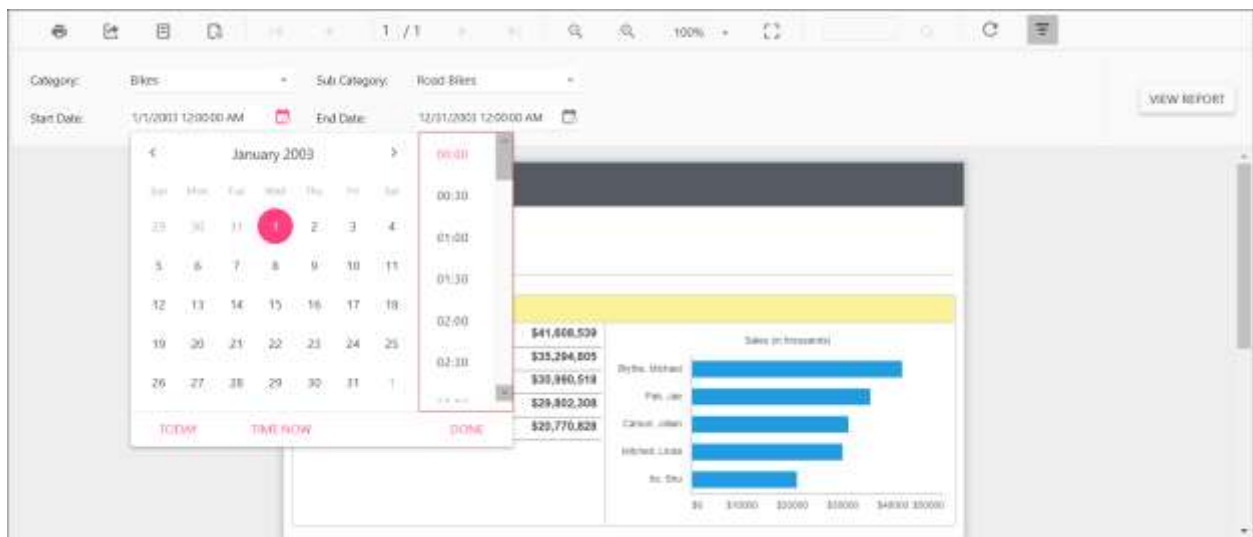 1 / 1 100%
Category: Bikes Sub Category: Road Bikes
VIEW REPORT
Start Date: 1/1/2003 12:00:00 AM End Date: 12/31/2003 12:00:00 AM
January 2003
Sun Mon Tue Wed Thu Fri Sat
29 30 31 1 2 3 4
5 6 7 8 9 10 11
12 13 14 15 16 17 18
19 20 21 22 23 24 25
26 27 28 29 30 31 1
TODAY TIME NOW DONE
00:00
00:30
01:00
01:30
02:00
02:30
$41,608,539
$35,294,805
$30,960,518
$29,802,308
$20,770,828
Sales (in thousands)
Blythe, Michael
Pak, Jae
Carson, Jillian
Mitchell, Linda
Ito, Shu
$0 $10000 $20000 $30000 $40000 $50000